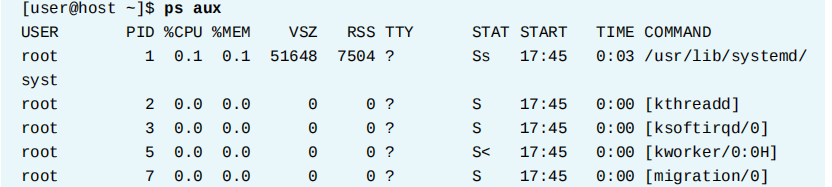 [user@host ~]$ ps aux
USER       PID %CPU %MEM    VSZ   RSS TTY      STAT START   TIME COMMAND
root         1  0.1  0.1  51648  7504 ?        Ss   17:45   0:03 /usr/lib/systemd/
syst
root         2  0.0  0.0      0     0 ?        S    17:45   0:00 [kthreadd]
root         3  0.0  0.0      0     0 ?        S    17:45   0:00 [ksoftirqd/0]
root         5  0.0  0.0      0     0 ?        S<   17:45   0:00 [kworker/0:0H]
root         7  0.0  0.0      0     0 ?        S    17:45   0:00 [migration/0]